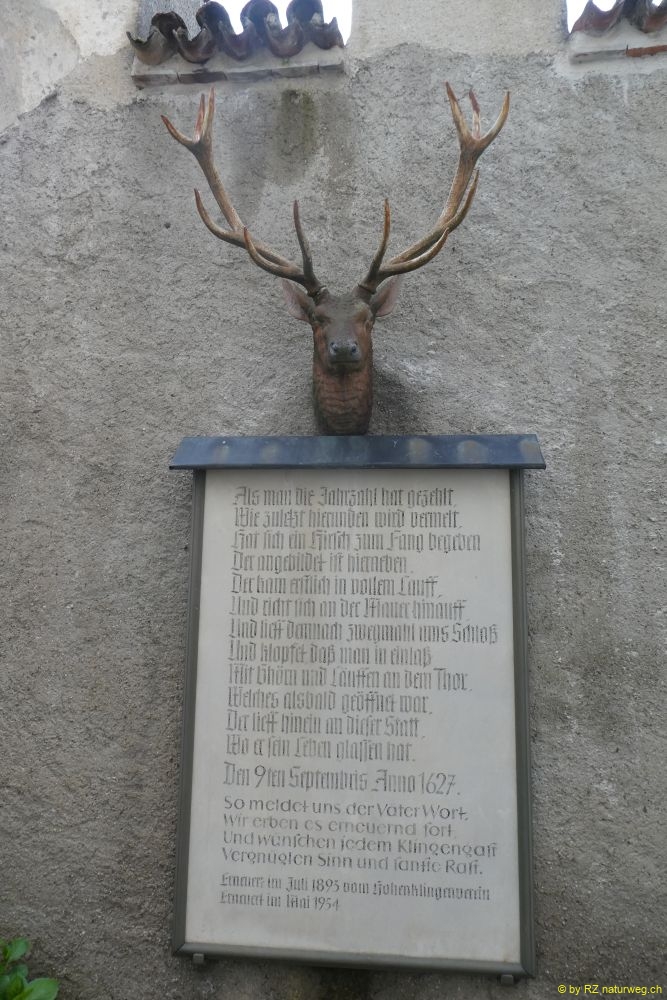 Als man die Jahrzahl hat gezehlt,
Wie zuletzt hierunden wird vermelt,
Hat sich ein Hirsch zum Fang begeben
Der angebildet ist hierneben.
Der kam erstlich in vollem Lauff,
Und richt sich an der Mauer hinauff
Und lieff dannach zweymahl ums Schloß
Und klopfet, daß man in einlaß
Mit Ghörn und Läuffen an dem Thor,
Welches alsbald geöffnet war.
Der lieff hinein an dieser Statt,
Wo er sein Leben glassen hat.
Den 9ten Septembris Anno 1627.
So meldet uns der Väter Wort,
Wir erben es erneuernd fort
Und wünschen jedem Klingengast
Vergnügten Sinn und sanfte Rast.
Erneuert im Juli 1895 vom Hohenklingenverein
Erneuert im Mai 1954
© by RZ naturweg.ch